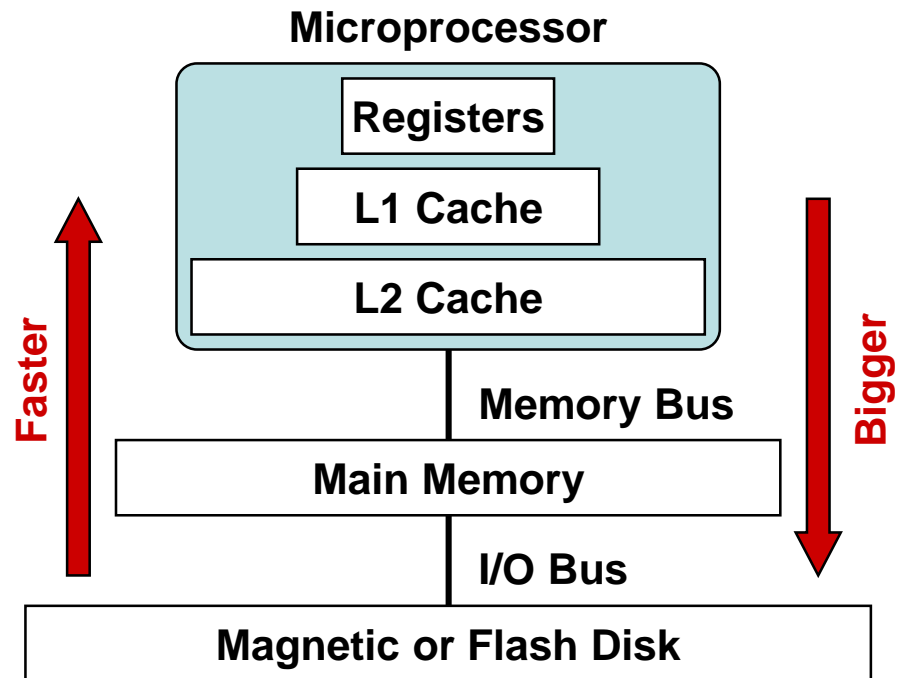 Microprocessor
Registers
L1 Cache
L2 Cache
Faster
Bigger
Memory Bus
Main Memory
I/O Bus
Magnetic or Flash Disk